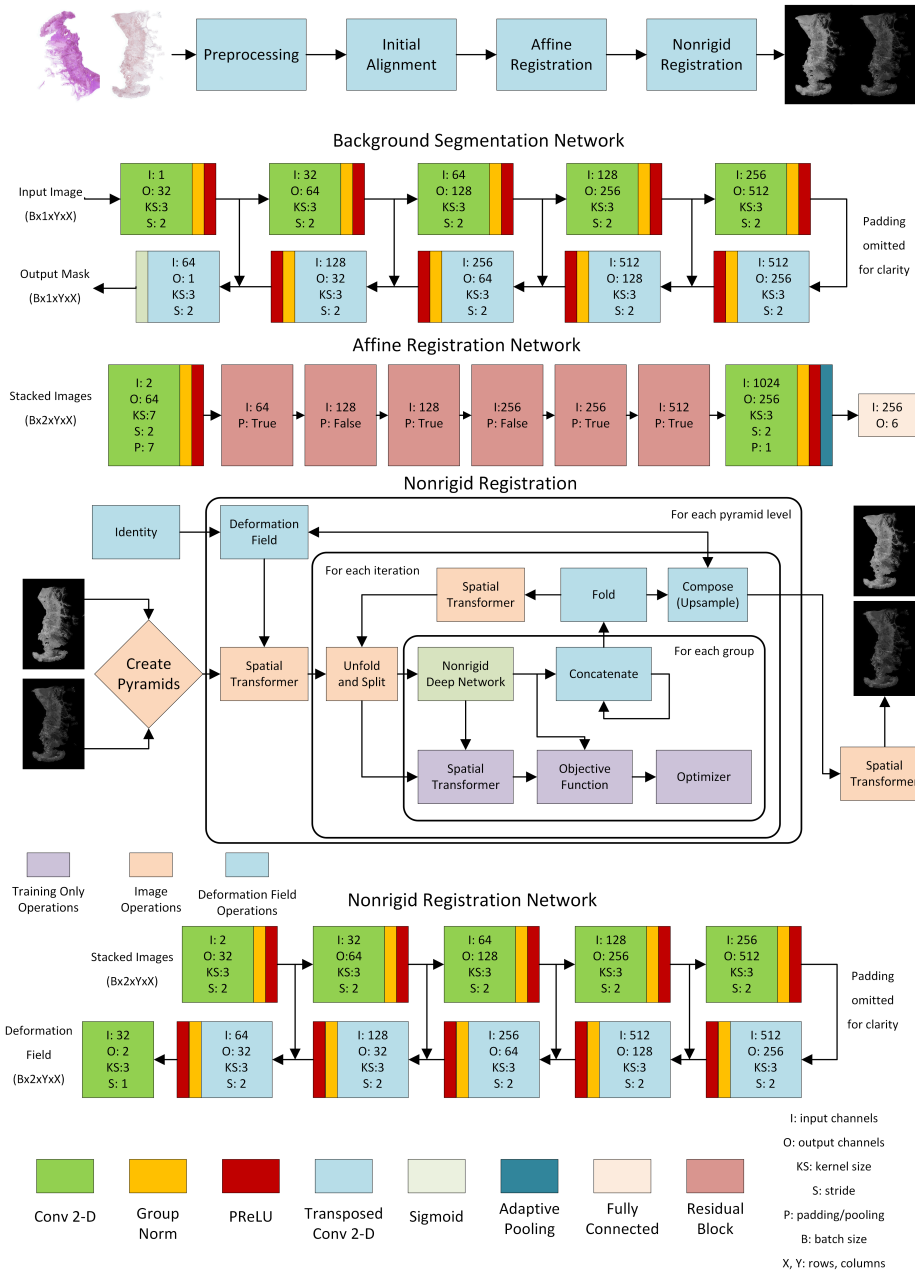 Preprocessing
Initial
Alignment
Affine
Registration
Nonrigid
Registration
Background Segmentation Network
Input Image
(Bx1xYxX)
I: 1
O: 32
KS:3
S: 2
I: 32
O: 64
KS:3
S: 2
I: 64
O: 128
KS:3
S: 2
I: 128
O: 256
KS:3
S: 2
I: 256
O: 512
KS:3
S: 2
Padding
omitted
for clarity
Output Mask
(Bx1xYxX)
I: 64
O: 1
KS:3
S: 2
I: 128
O: 32
KS:3
S: 2
I: 256
O: 64
KS:3
S: 2
I: 512
O: 128
KS:3
S: 2
I: 512
O: 256
KS:3
S: 2
Affine Registration Network
Stacked Images
(Bx2xYxX)
I: 2
O: 64
KS:7
S: 2
P: 7
I: 64
P: True
I: 128
P: False
I: 128
P: True
I:256
P: False
I: 256
P: True
I: 512
P: True
I: 1024
O: 256
KS:3
S: 2
P: 1
I: 256
O: 6
Nonrigid Registration
For each pyramid level
Identity
Deformation
Field
For each iteration
Spatial
Transformer
Fold
Compose
(Upsample)
Create
Pyramids
Spatial
Transformer
Unfold
and Split
Nonrigid
Deep Network
Concatenate
For each group
Spatial
Transformer
Objective
Function
Optimizer
Spatial
Transformer
Training Only
Operations
Image
Operations
Deformation Field
Operations
Nonrigid Registration Network
Stacked Images
(Bx2xYxX)
I: 2
O: 32
KS:3
S: 2
I: 32
O:64
KS:3
S: 2
I: 64
O: 128
KS:3
S: 2
I: 128
O: 256
KS:3
S: 2
I: 256
O: 512
KS:3
S: 2
Padding
omitted
for clarity
Deformation
Field
(Bx2xYxX)
I: 32
O: 2
KS:3
S: 1
I: 64
O: 32
KS:3
S: 2
I: 128
O: 32
KS:3
S: 2
I: 256
O: 64
KS:3
S: 2
I: 512
O: 128
KS:3
S: 2
I: 512
O: 256
KS:3
S: 2
Conv 2-D
Group
Norm
PReLU
Transposed
Conv 2-D
Sigmoid
Adaptive
Pooling
Fully
Connected
Residual
Block
I: input channels
O: output channels
KS: kernel size
S: stride
P: padding/pooling
B: batch size
X, Y: rows, columns